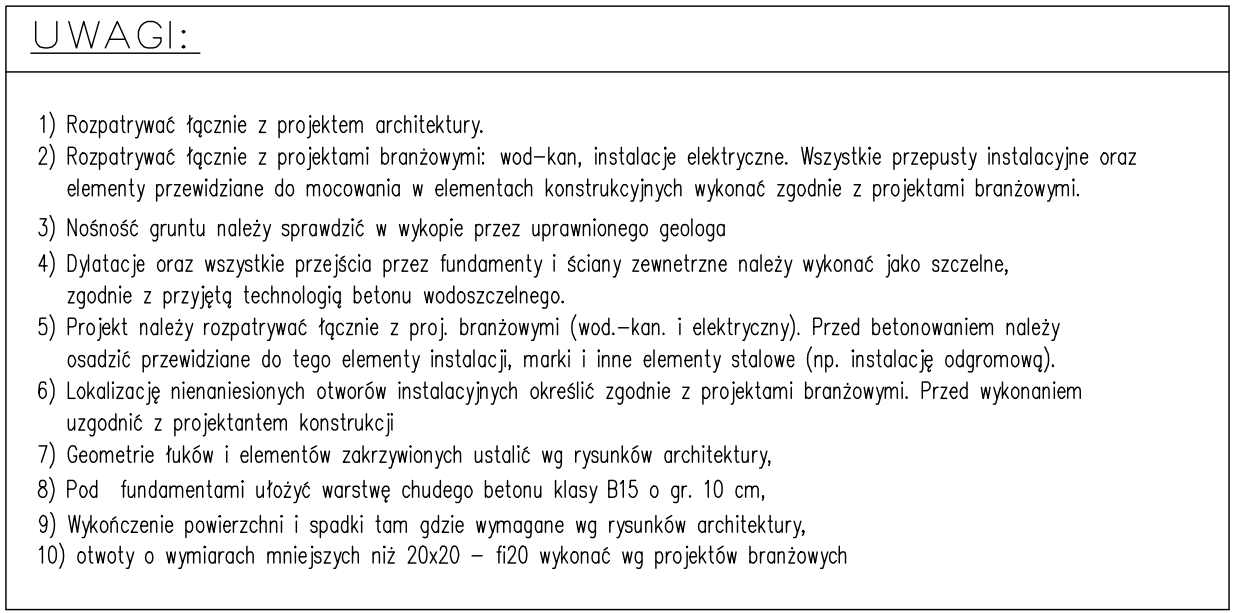 UWAGI:
1) Rozpatrywać łącznie z projektem architektury.
2) Rozpatrywać łącznie z projektami branżowymi: wod-kan, instalacje elektryczne. Wszystkie przepusty instalacyjne oraz
elementy przewidziane do mocowania w elementach konstrukcyjnych wykonać zgodnie z projektami branżowymi.
3) Nośność gruntu należy sprawdzić w wykopie przez uprawnionego geologa
4) Dylatacje oraz wszystkie przejścia przez fundamenty i ściany zewnetrzne należy wykonać jako szczelne,
zgodnie z przyjętą technologią betonu wodoszczelnego.
5) Projekt należy rozpatrywać łącznie z proj. branżowymi (wod.-kan. i elektryczny). Przed betonowaniem należy
osadzić przewidziane do tego elementy instalacji, marki i inne elementy stalowe (np. instalację odgromową).
6) Lokalizację nienaniesionych otworów instalacyjnych określić zgodnie z projektami branżowymi. Przed wykonaniem
uzgodnić z projektantem konstrukcji
7) Geometrie łuków i elementów zakrzywionych ustalić wg rysunków architektury,
8) Pod fundamentami ułożyć warstwę chudego betonu klasy B15 o gr. 10 cm,
9) Wykończenie powierzchni i spadki tam gdzie wymagane wg rysunków architektury,
10) otwoty o wymiarach mniejszych niż 20x20 - fi20 wykonać wg projektów branżowych